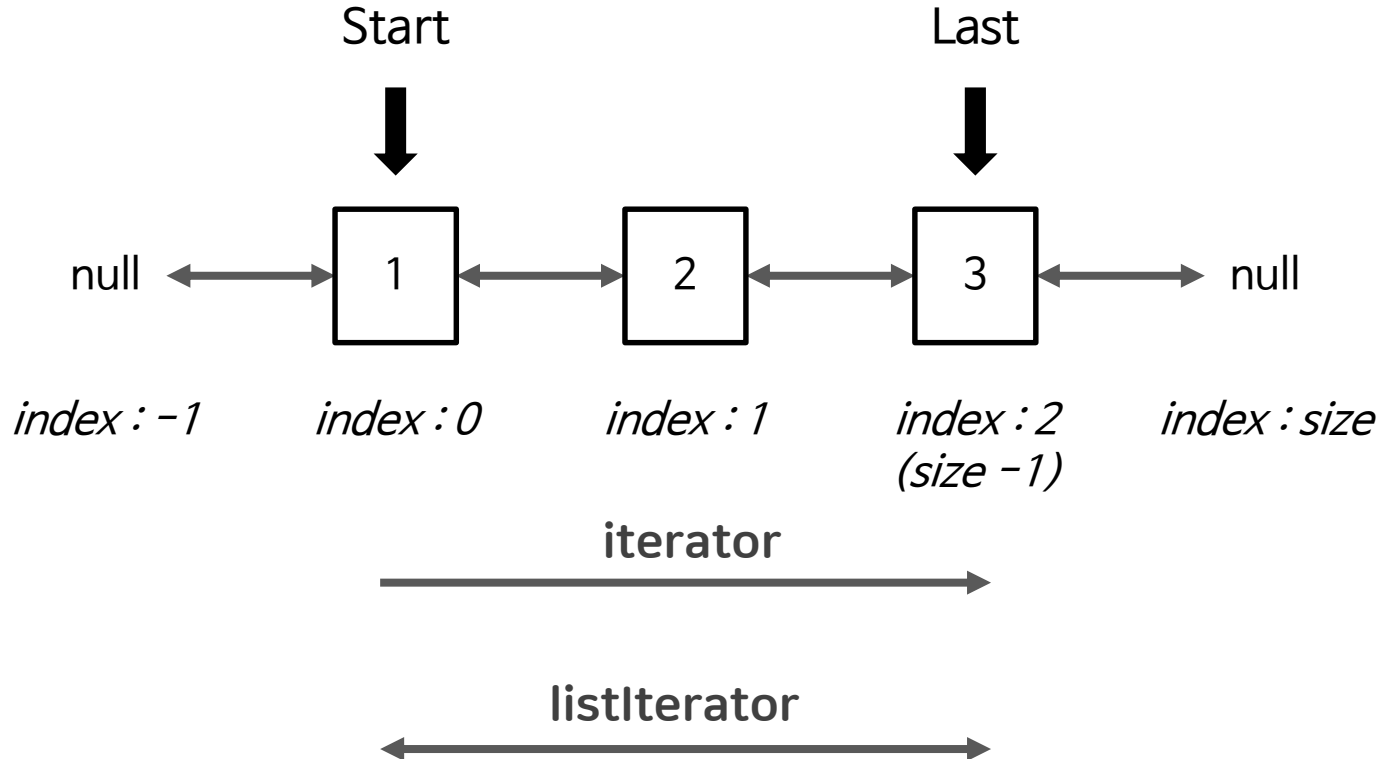 Start
Last
null
1
2
3
null
index : -1
index : 0
index : 1
index : 2
(size -1)
index : size
iterator
listIterator